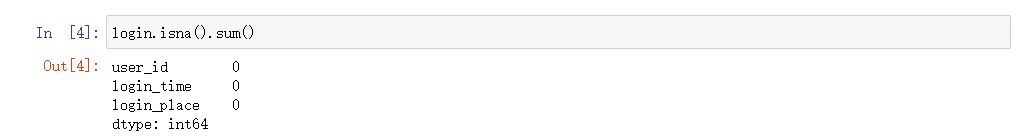 In [4]: login.isna().sum()
Out[4]: user_id 0
login_time 0
login_place 0
dtype: int64